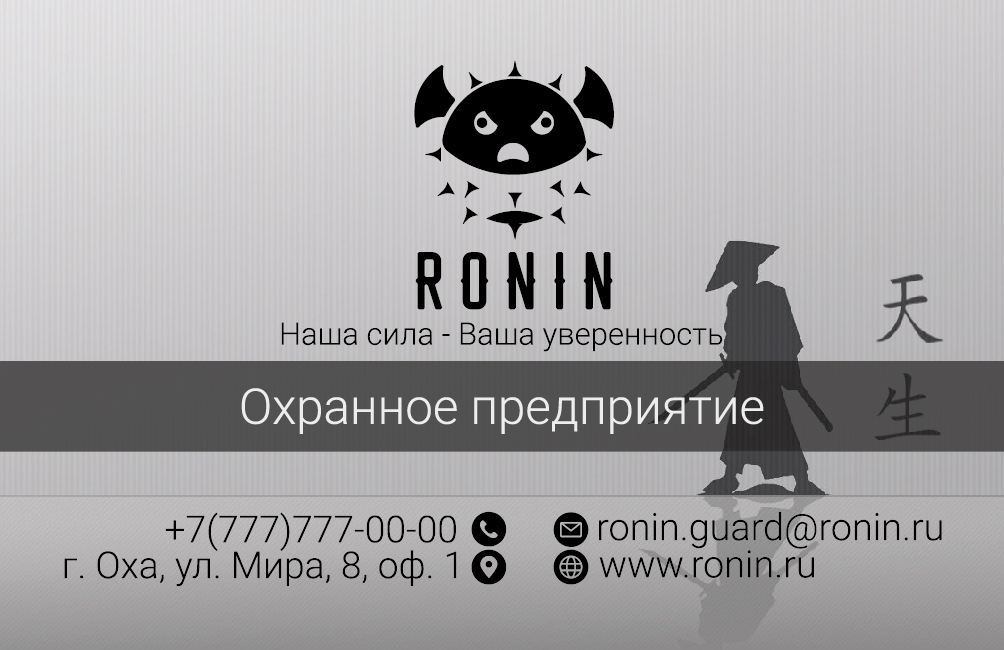 RONIN
Наша сила - Ваша уверенность
天
生
Охранное предприятие
+7(777)777-00-00
г. Оха, ул. Мира, 8, оф. 1
ronin.guard@ronin.ru
www.ronin.ru